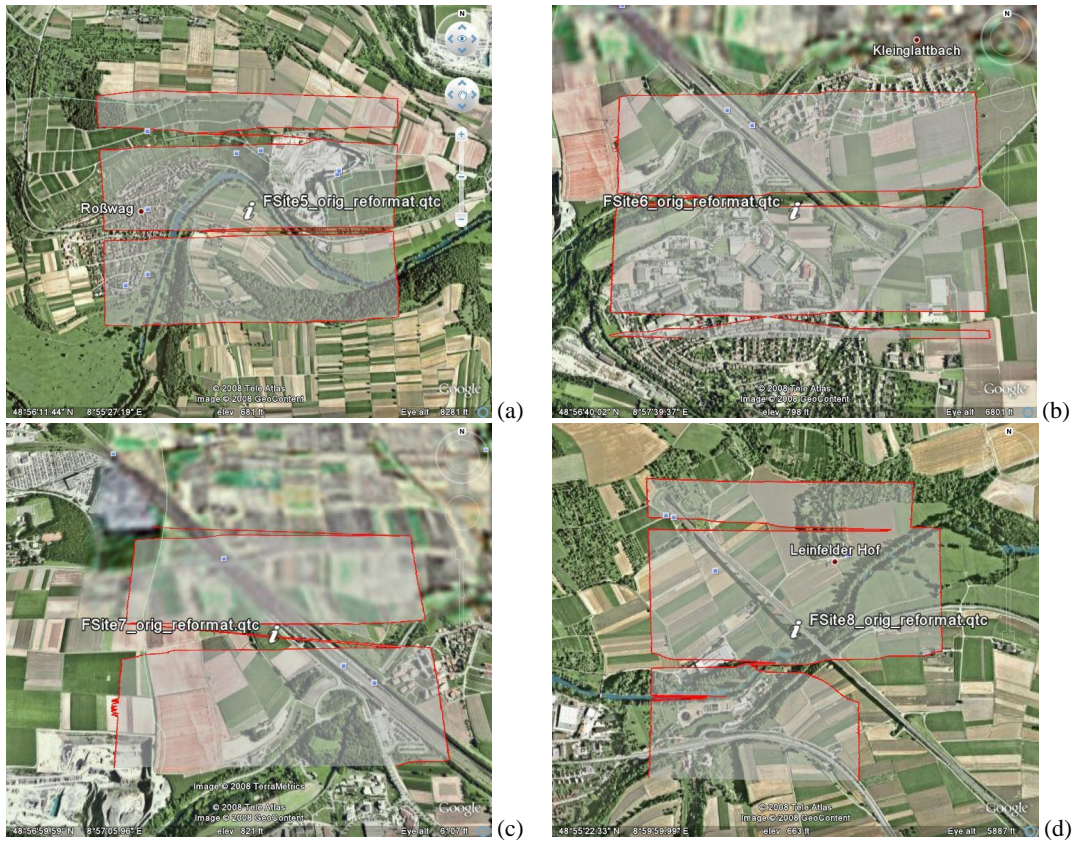 N
Roßwag
i
FSite5_orig_reformat.qtc
© 2008 Tele Atlas
Image © 2008 GeoContent
Google
48°56'11.44" N 8°55'27.19" E elev 681 ft Eye alt 8281 ft
(a)
N
Kleinglattbach
FSite6_orig_reformat.qtc
i
© 2008 Tele Atlas
Image © 2008 GeoContent
Google
48°56'40.02" N 8°57'39.37" E elev 798 ft Eye alt 6801 ft
(b)
N
FSite7_orig_reformat.qtc
i
Image © 2008 TerraMetrics
© 2008 Tele Atlas
Image © 2008 GeoContent
Google
48°56'59.59" N 8°57'05.96" E elev 821 ft Eye alt 6107 ft
(c)
N
Leinfelder Hof
i
FSite8_orig_reformat.qtc
© 2008 Tele Atlas
Image © 2008 GeoContent
Google
48°55'22.33" N 8°59'59.99" E elev 663 ft Eye alt 5887 ft
(d)